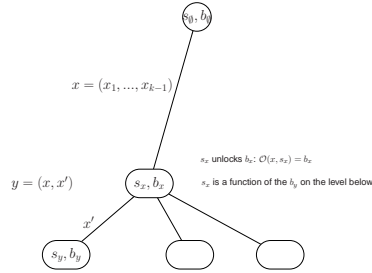 s_∅, b_∅
x = (x_1, ..., x_{k-1})
s_x unlocks b_x: O(x, s_x) = b_x
y = (x, x′)
s_x, b_x
s_x is a function of the b_y on the level below
x′
s_y, b_y